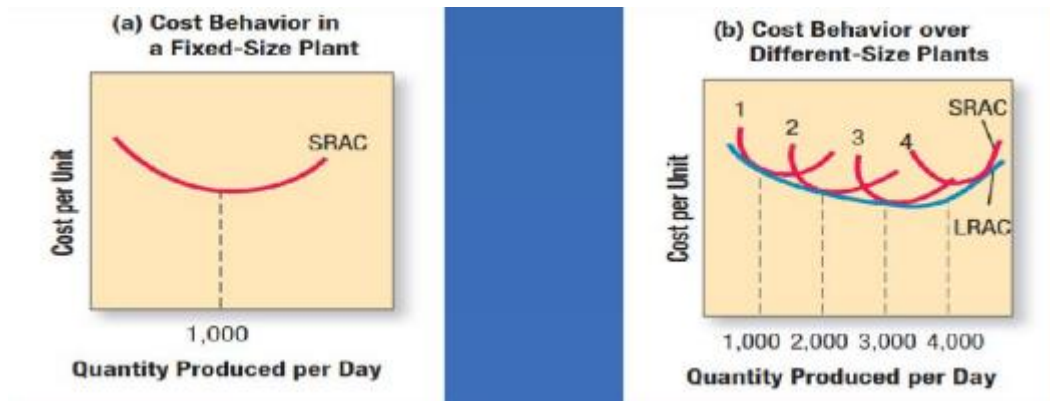 (a) Cost Behavior in
a Fixed-Size Plant
SRAC
Cost per Unit
1,000
Quantity Produced per Day
(b) Cost Behavior over
Different-Size Plants
1
2
3
4
SRAC
LRAC
Cost per Unit
1,000 2,000 3,000 4,000
Quantity Produced per Day